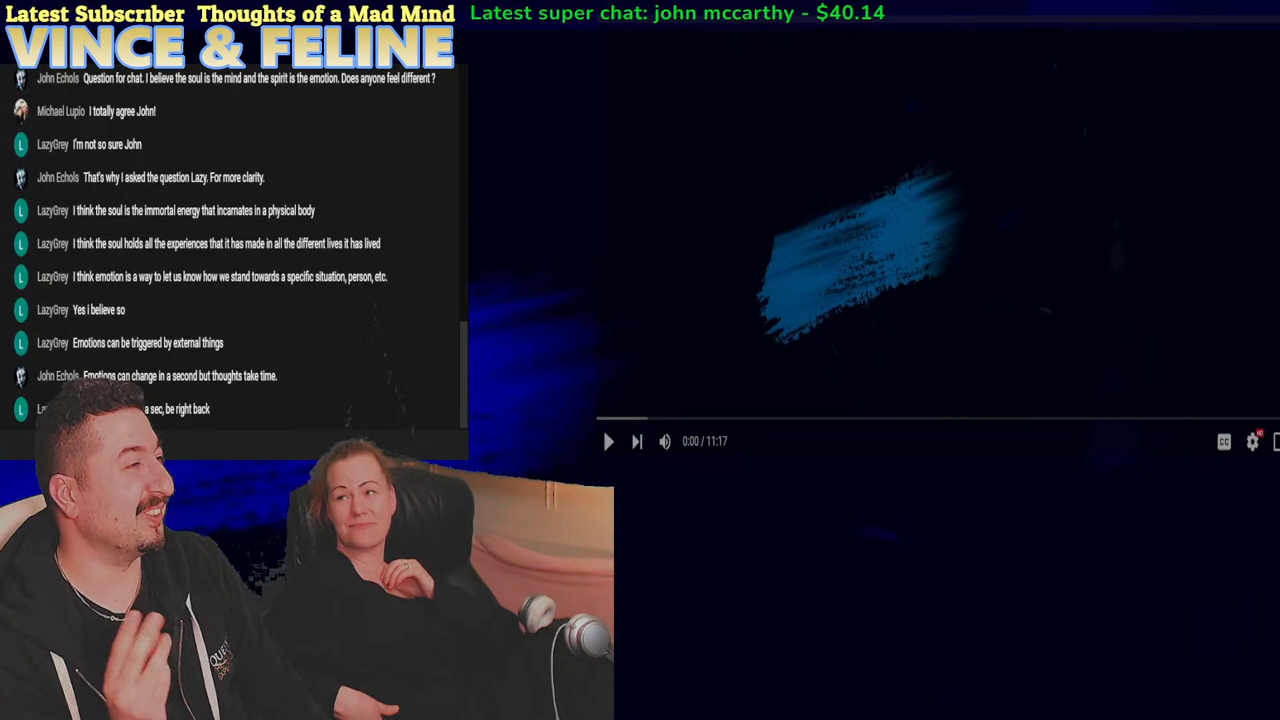 Latest Subscriber Thoughts of a Mad Mind
Latest super chat: john mccarthy - $40.14
VINCE & FELINE
John Echols Question for chat. I believe the soul is the mind and the spirit is the emotion. Does anyone feel different ?
Michael Lupio I totally agree John!
LazyGrey I'm not so sure John
John Echols That's why I asked the question Lazy. For more clarity.
LazyGrey I think the soul is the immortal energy that incarnates in a physical body
LazyGrey I think the soul holds all the experiences that it has made in all the different lives it has lived
LazyGrey I think emotion is a way to let us know how we stand towards a specific situation, person, etc.
LazyGrey Yes i believe so
LazyGrey Emotions can be triggered by external things
John Echols Emotions can change in a second but thoughts take time.
a sec, be right back
0:00 / 11:17
CC
HD
QUEEN